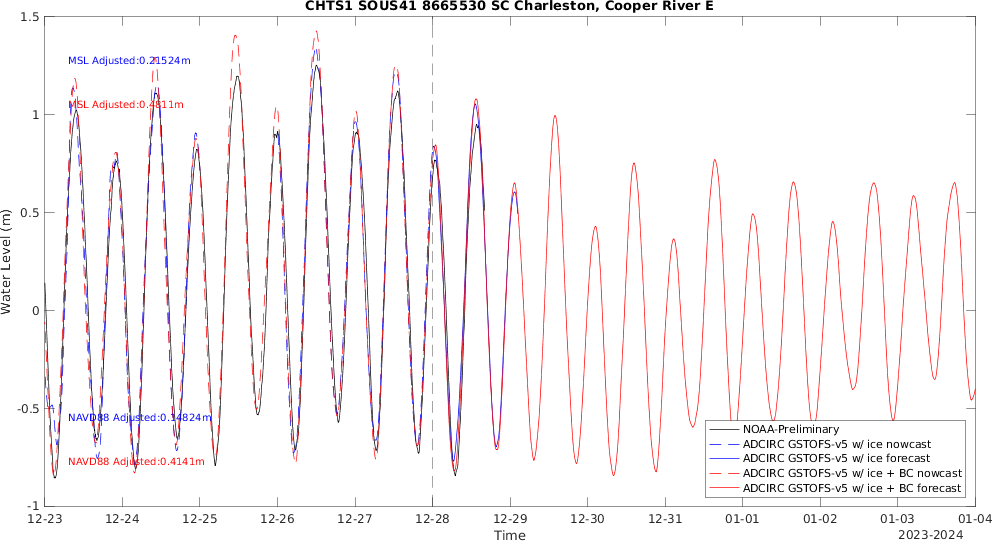 CHTS1 SOUS41 8665530 SC Charleston, Cooper River E
1.5
MSL Adjusted:0.21524m
MSL Adjusted:0.4811m
1
0.5
Water Level (m)
0
-0.5
NAVD88 Adjusted:0.14824m
NAVD88 Adjusted:0.4141m
NOAA-Preliminary
ADCIRC GSTOFS-v5 w/ ice nowcast
ADCIRC GSTOFS-v5 w/ ice forecast
ADCIRC GSTOFS-v5 w/ ice + BC nowcast
ADCIRC GSTOFS-v5 w/ ice + BC forecast
-1
12-23 12-24 12-25 12-26 12-27 12-28 12-29 12-30 12-31 01-01 01-02 01-03 01-04
Time
2023-2024